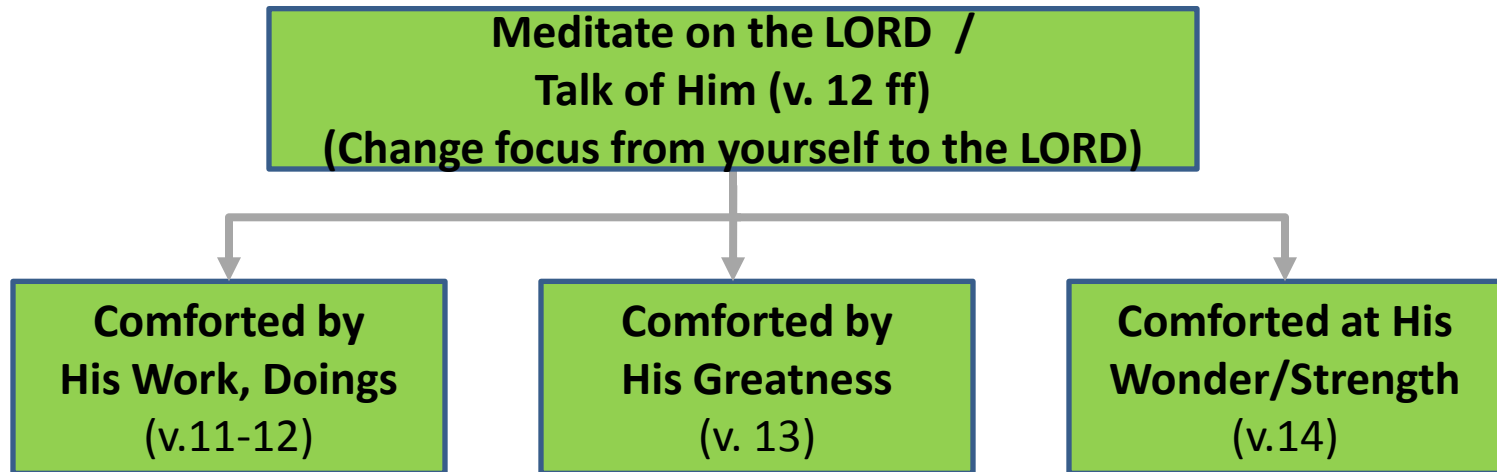 Meditate on the LORD /
Talk of Him (v. 12 ff)
(Change focus from yourself to the LORD)
Comforted by
His Work, Doings
(v.11-12)
Comforted by
His Greatness
(v. 13)
Comforted at His
Wonder/Strength
(v.14)